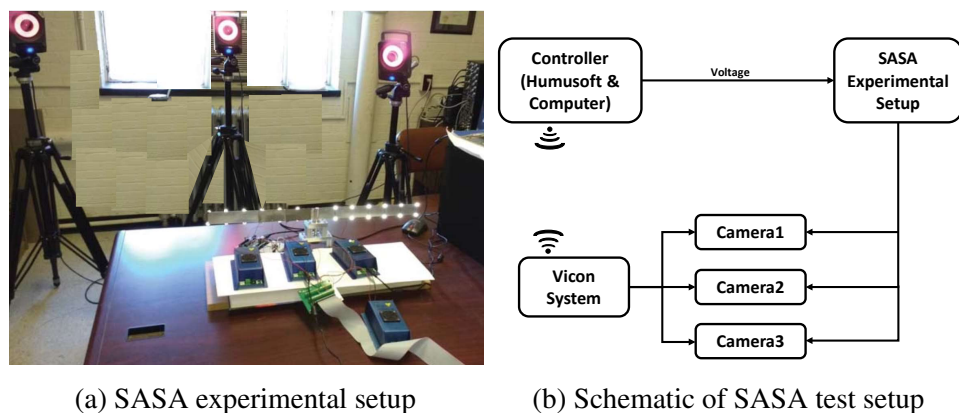 Controller
(Humusoft &
Computer)
Voltage
SASA
Experimental
Setup
Camera1
Vicon
System
Camera2
Camera3
(a) SASA experimental setup
(b) Schematic of SASA test setup